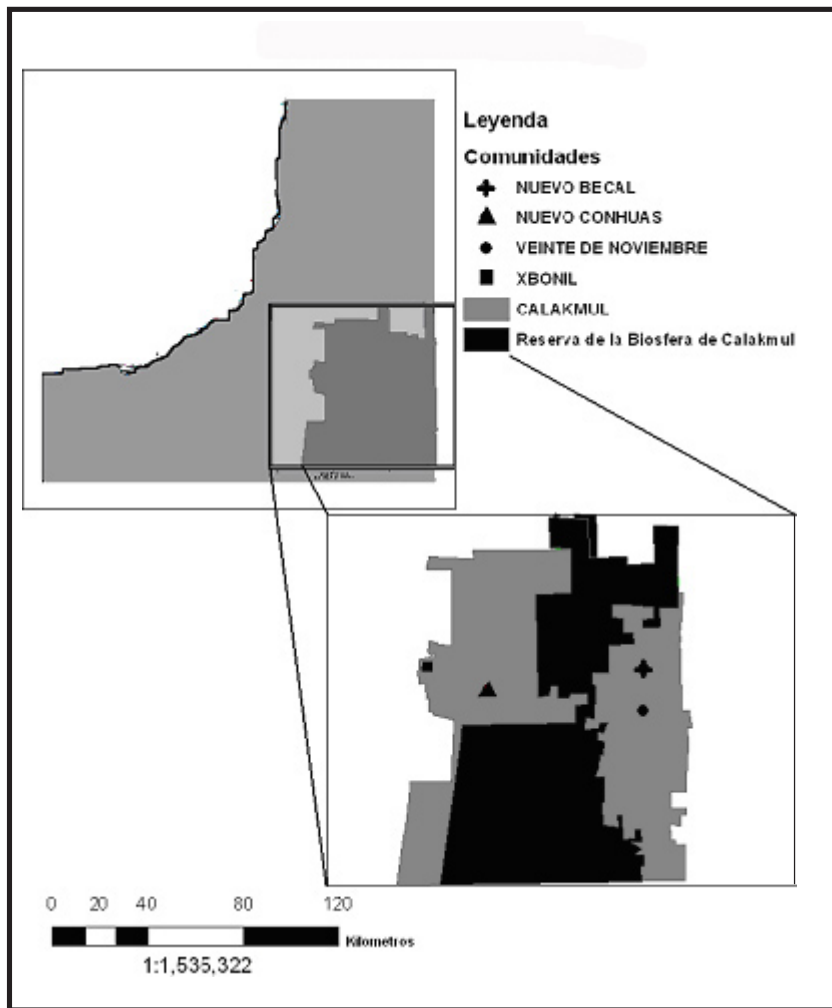 Leyenda
Comunidades
NUEVO BECAL
NUEVO CONHUAS
VEINTE DE NOVIEMBRE
XBONIL
CALAKMUL
Reserva de la Biosfera de Calakmul
0 20 40 80 120
Kilometros
1:1,535,322